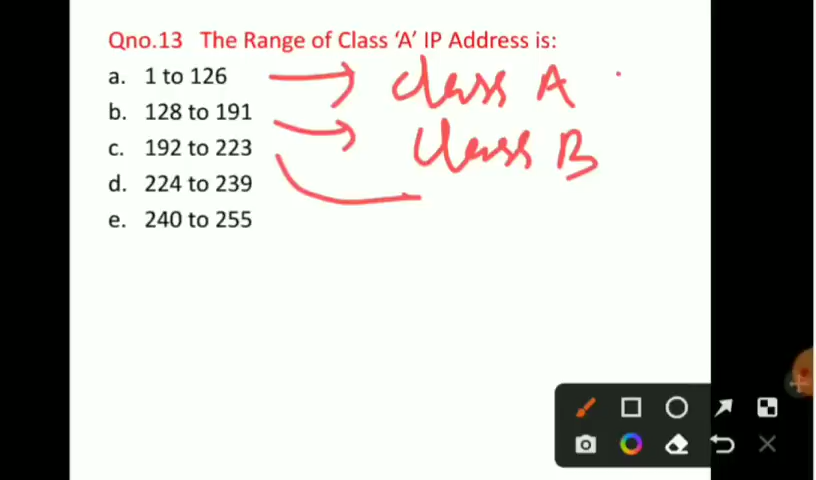 Qno.13 The Range of Class ‘A’ IP Address is:
a. 1 to 126
class A
b. 128 to 191
class B
c. 192 to 223
d. 224 to 239
e. 240 to 255